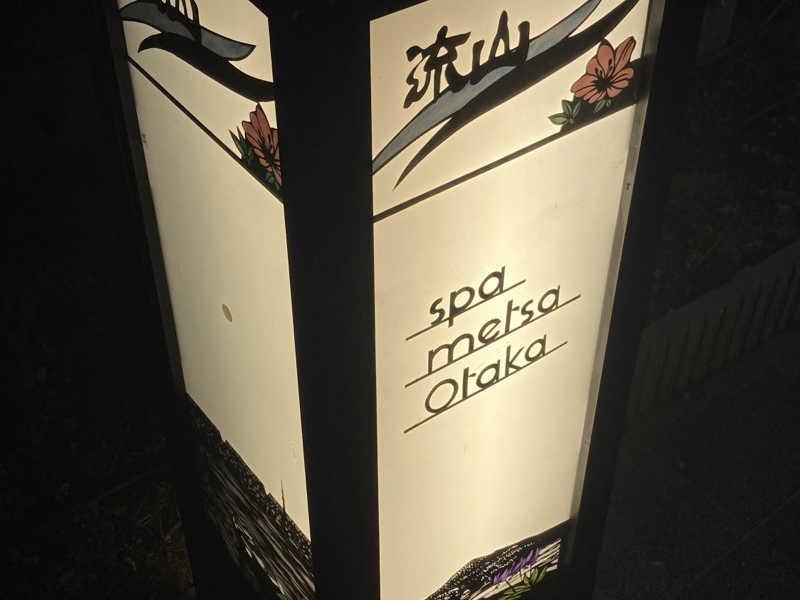 流山
spa
metsa
Otaka